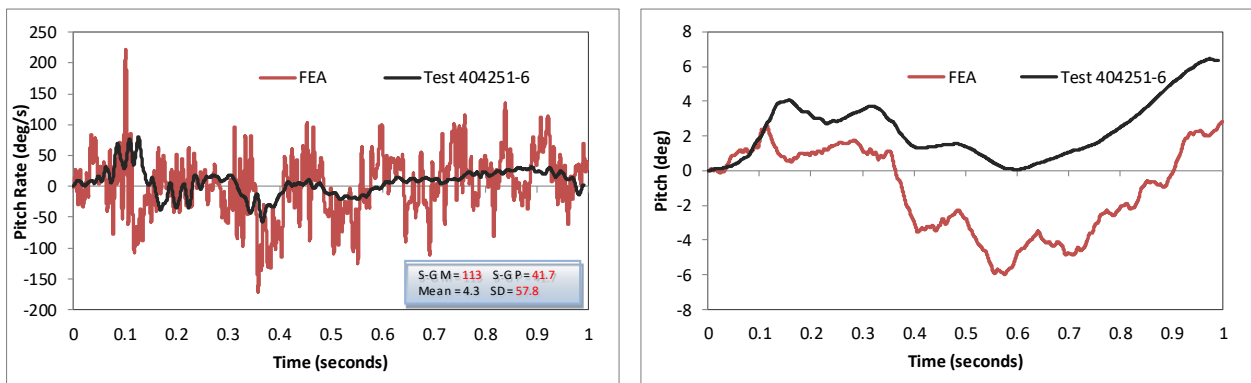 250
200
150
100
50
0
-50
-100
-150
-200
Pitch Rate (deg/s)
FEA Test 404251-6
S-G M = 113 S-G P = 41.7
Mean = 4.3 SD = 57.8
0 0.1 0.2 0.3 0.4 0.5 0.6 0.7 0.8 0.9 1
Time (seconds)
8
6
4
2
0
-2
-4
-6
-8
Pitch (deg)
FEA Test 404251-6
0 0.1 0.2 0.3 0.4 0.5 0.6 0.7 0.8 0.9 1
Time (seconds)